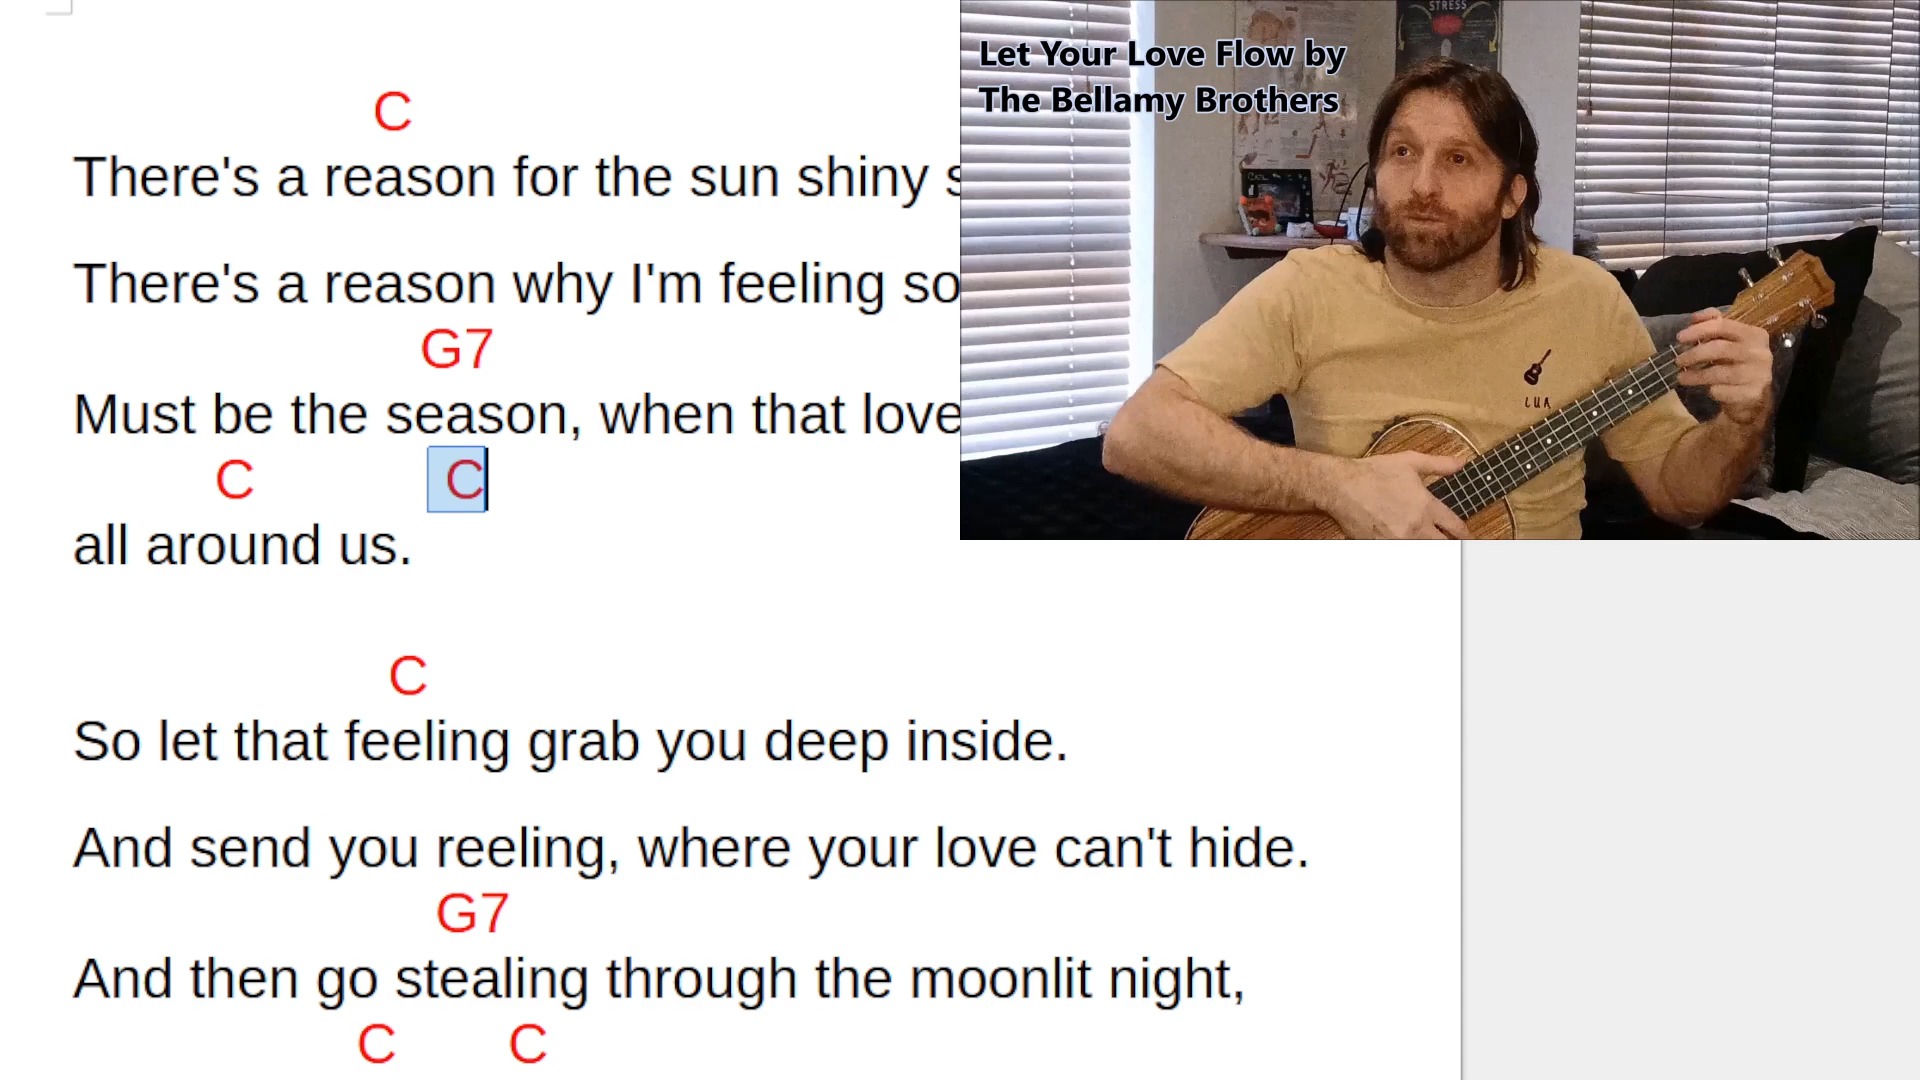 C
There's a reason for the sun shiny
There's a reason why I'm feeling so
G7
Must be the season, when that love
C C
all around us.
C
So let that feeling grab you deep inside.
And send you reeling, where your love can't hide.
G7
And then go stealing through the moonlit night,
C C
Let Your Love Flow by
The Bellamy Brothers
STRESS
LUA